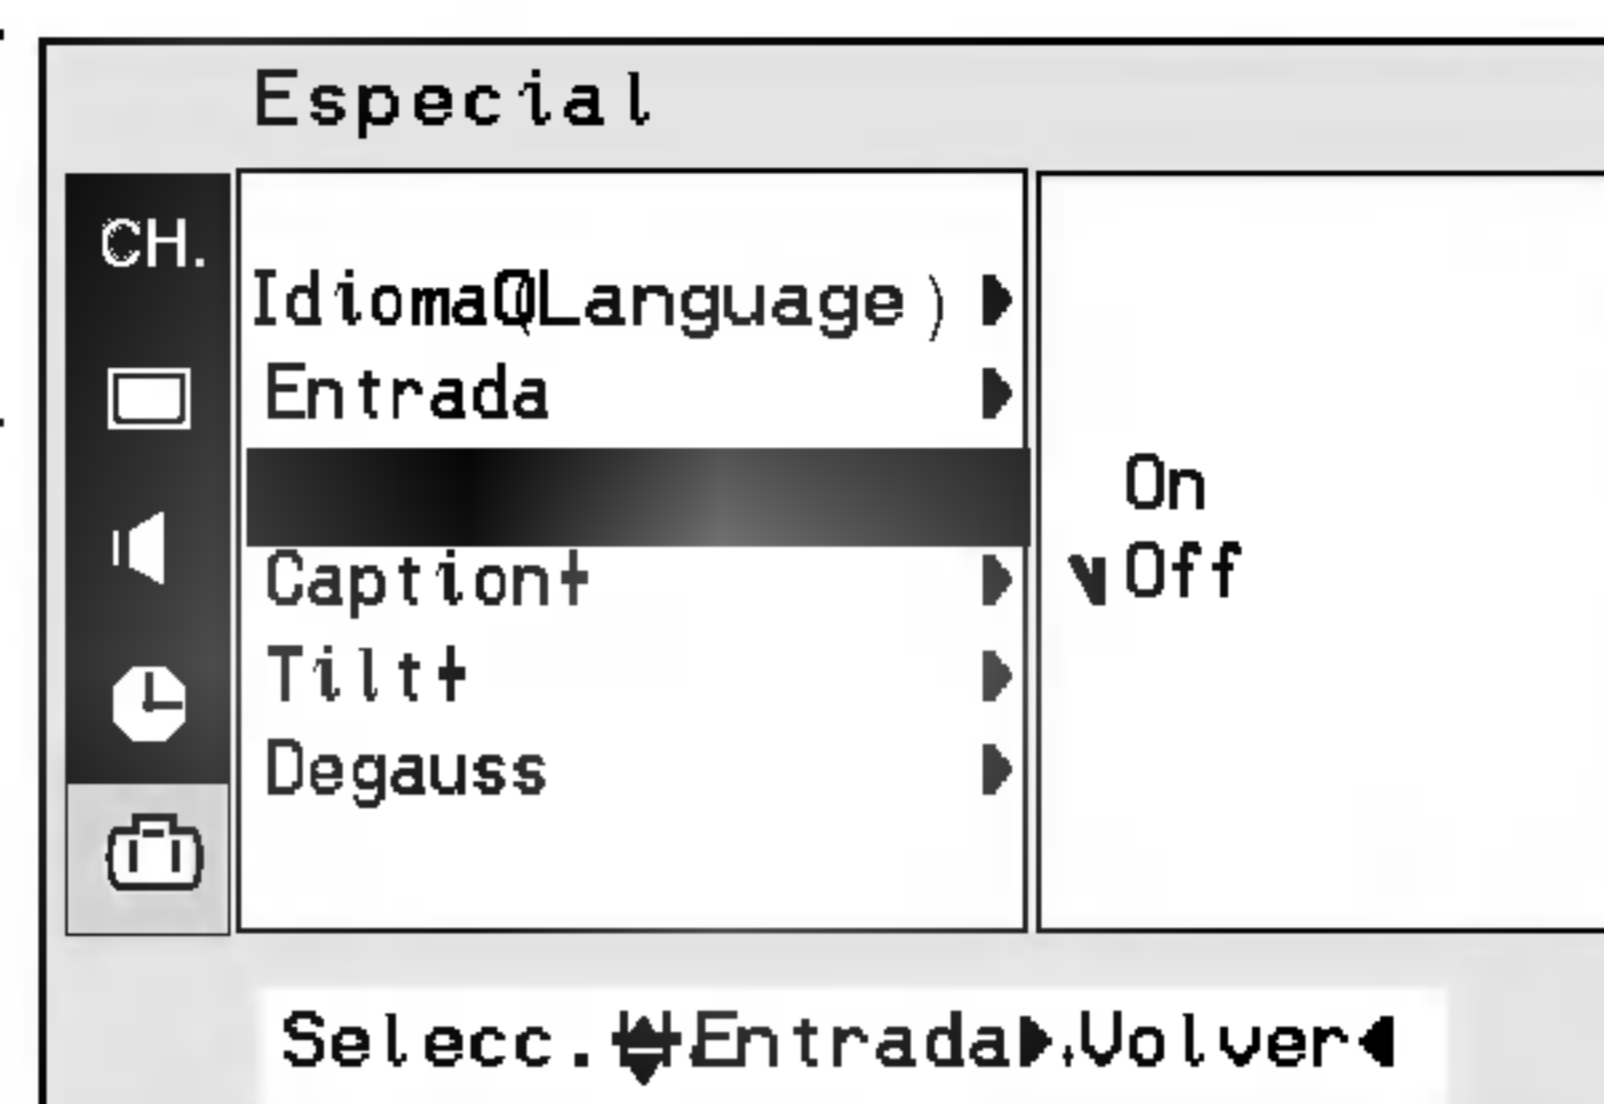 Especial
CH.
Idioma(Language) ▶
Entrada ▶
On
Caption ▶
✓ Off
Tilt ▶
Degauss ▶
Selecc. Entrada▶ Volver◀